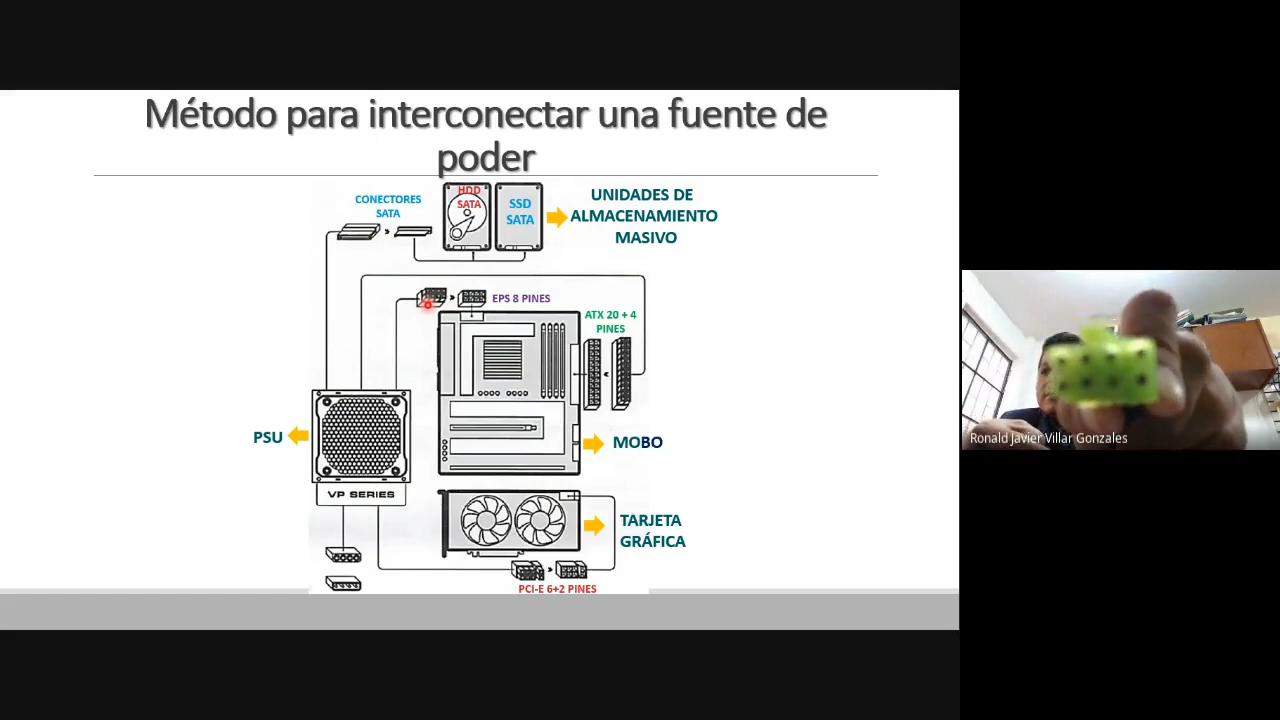 Método para interconectar una fuente de
poder
CONECTORES
SATA
HDD
SATA
SSD
SATA
UNIDADES DE
ALMACENAMIENTO
MASIVO
EPS 8 PINES
ATX 20 + 4
PINES
PSU
MOBO
VP SERIES
TARJETA
GRÁFICA
PCI-E 6+2 PINES
Ronald Javier Villar Gonzales